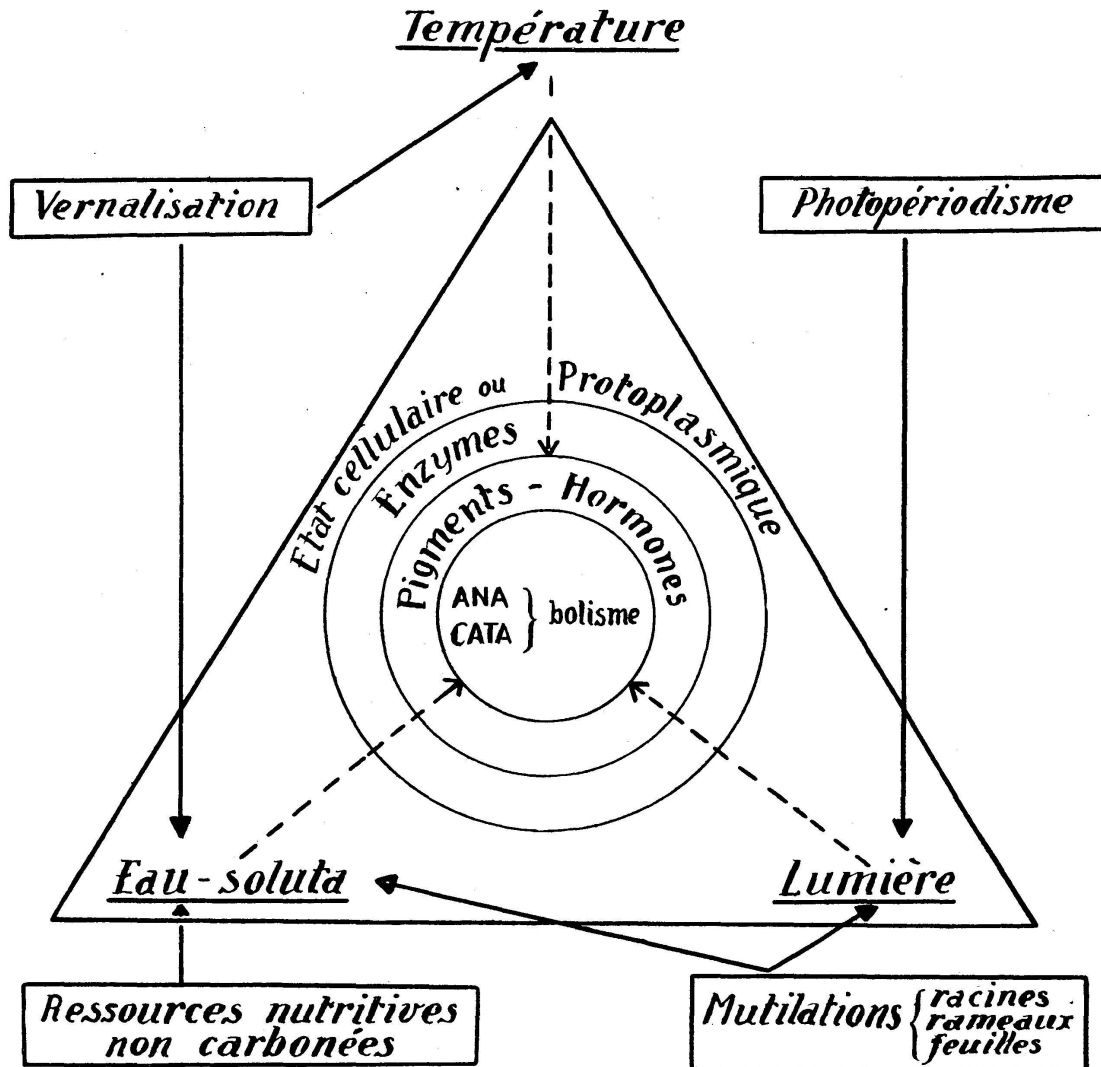 Température
Vernalisation
Photopériodisme
Etat cellulaire ou Protoplasmique
Enzymes
Pigments - Hormones
ANA
CATA } bolisme
Eau-soluta
Lumière
Ressources nutritives
non carbonées
Mutilations { racines
rameaux
feuilles